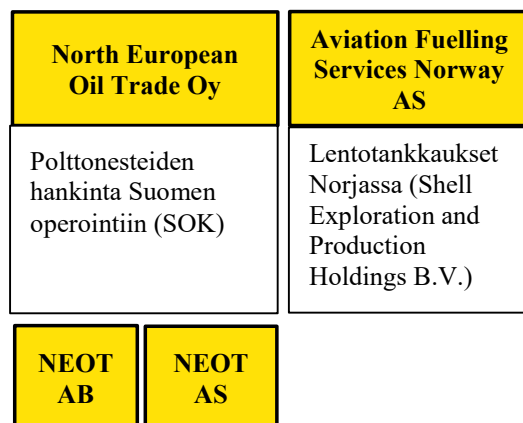 North European
Oil Trade Oy
Polttonesteiden
hankinta Suomen
operointiin (SOK)
Aviation Fuelling
Services Norway
AS
Lentotankkaukset
Norjassa (Shell
Exploration and
Production
Holdings B.V.)
NEOT
AB
NEOT
AS